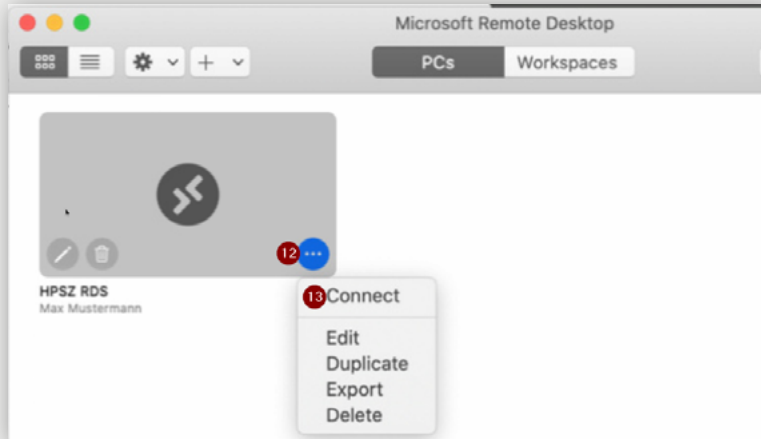 Microsoft Remote Desktop
PCs Workspaces
12
HPSZ RDS
Max Mustermann
13 Connect
Edit
Duplicate
Export
Delete